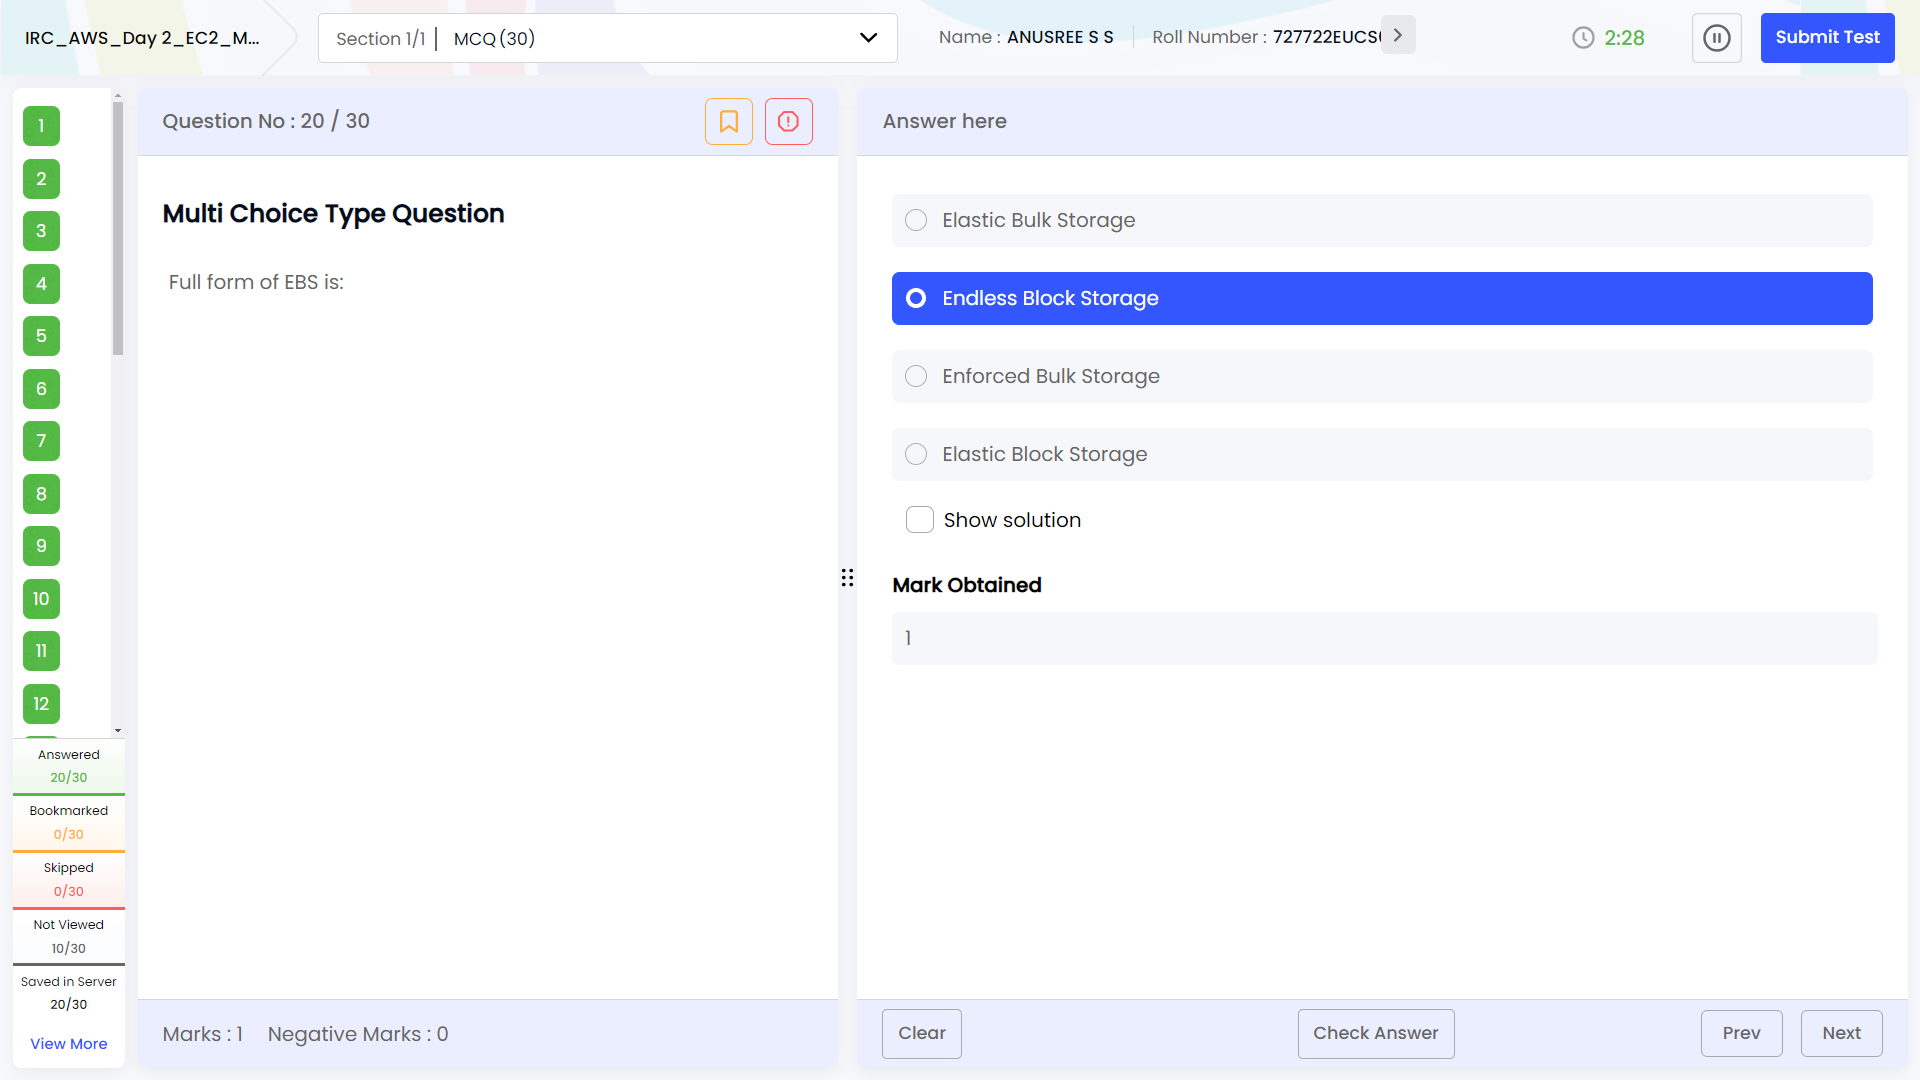 IRC_AWS_Day 2_EC2_M...
Section 1/1 | MCQ (30)
Name : ANUSREE S S
Roll Number : 727722EUCS
2:28
Submit Test
1
2
3
4
5
6
7
8
9
10
11
12
Answered
20/30
Bookmarked
0/30
Skipped
0/30
Not Viewed
10/30
Saved in Server
20/30
View More
Question No : 20 / 30
Multi Choice Type Question
Full form of EBS is:
Marks : 1 Negative Marks : 0
Answer here
Elastic Bulk Storage
Endless Block Storage
Enforced Bulk Storage
Elastic Block Storage
Show solution
Mark Obtained
1
Clear
Check Answer
Prev
Next